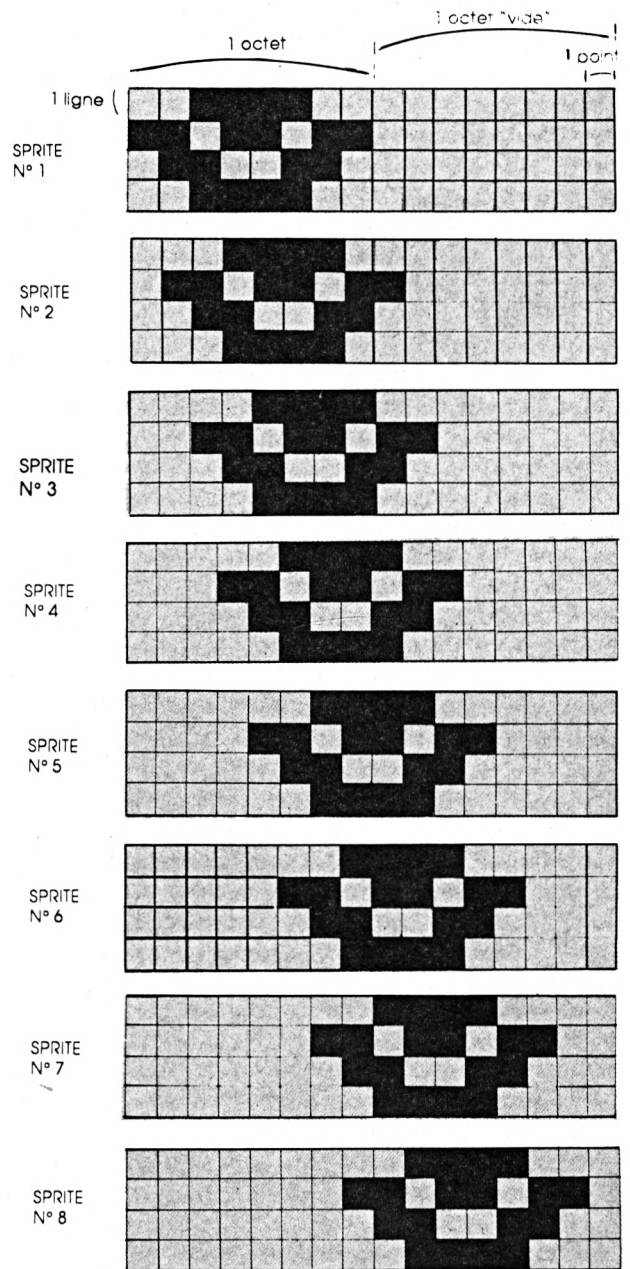 1 octet "vide"
1 octet
1 point
1 ligne
SPRITE
N° 1
SPRITE
N° 2
SPRITE
N° 3
SPRITE
N° 4
SPRITE
N° 5
SPRITE
N° 6
SPRITE
N° 7
SPRITE
N° 8